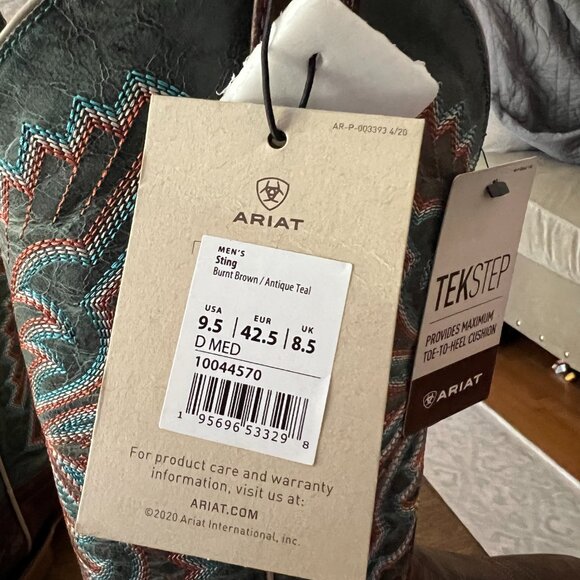 AR-P-003393 4/20
ARIAT
MEN'S
Sting
Burnt Brown / Antique Teal
USA EUR UK
9.5 | 42.5 | 8.5
D MED
10044570
1 95696 53329 8
For product care and warranty
information, visit us at:
ARIAT.COM
©2020 Ariat International, inc.
TEKSTEP
PROVIDES MAXIMUM
TOE-TO-HEEL CUSHION
ARIAT